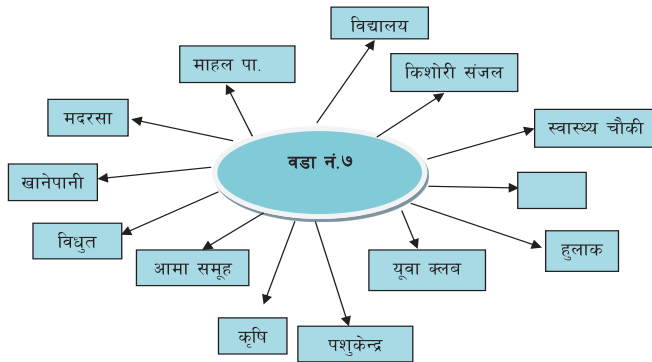 विद्यालय
माहल पा.
किशोरी संजल
मदरसा
स्वास्थ्य चौकी
वडा नं.७
खानेपानी
विधुत
हुलाक
आमा समूह
यूवा क्लब
कृषि
पशुकेन्द्र